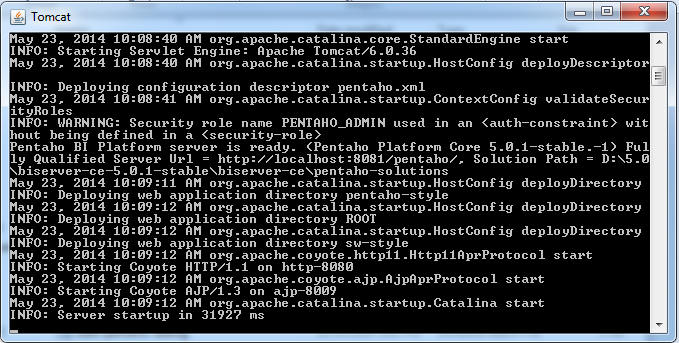 Tomcat
May 23, 2014 10:08:40 AM org.apache.catalina.core.StandardEngine start
INFO: Starting Servlet Engine: Apache Tomcat/6.0.36
May 23, 2014 10:08:40 AM org.apache.catalina.startup.HostConfig deployDescriptor
INFO: Deploying configuration descriptor pentaho.xml
May 23, 2014 10:08:41 AM org.apache.catalina.startup.ContextConfig validateSecur
ityRoles
INFO: WARNING: Security role name PENTAHO_ADMIN used in an <auth-constraint> wit
hout being defined in a <security-role>
Pentaho BI Platform server is ready. (Pentaho Platform Core 5.0.1-stable.-1) Ful
ly Qualified Server Url = http://localhost:8081/pentaho/, Solution Path = D:\5.0
\biserver-ce-5.0.1-stable\biserver-ce\pentaho-solutions
May 23, 2014 10:09:11 AM org.apache.catalina.startup.HostConfig deployDirectory
INFO: Deploying web application directory pentaho-style
May 23, 2014 10:09:12 AM org.apache.catalina.startup.HostConfig deployDirectory
INFO: Deploying web application directory ROOT
May 23, 2014 10:09:12 AM org.apache.catalina.startup.HostConfig deployDirectory
INFO: Deploying web application directory sw-style
May 23, 2014 10:09:12 AM org.apache.coyote.http11.Http11AprProtocol start
INFO: Starting Coyote HTTP/1.1 on http-8080
May 23, 2014 10:09:12 AM org.apache.coyote.ajp.AjpAprProtocol start
INFO: Starting Coyote AJP/1.3 on ajp-8009
May 23, 2014 10:09:12 AM org.apache.catalina.startup.Catalina start
INFO: Server startup in 31927 ms